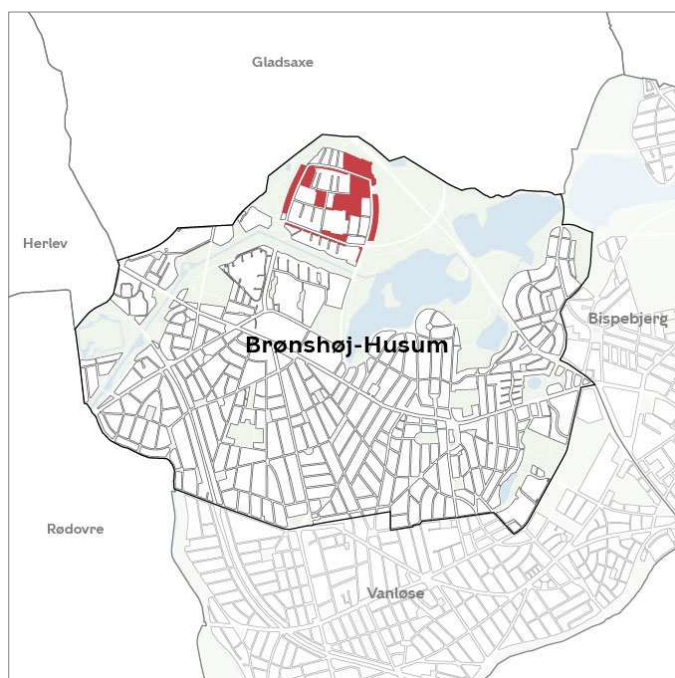 Gladsaxe
Herlev
Bispebjerg
Brønshøj-Husum
Rødovre
Vanløse